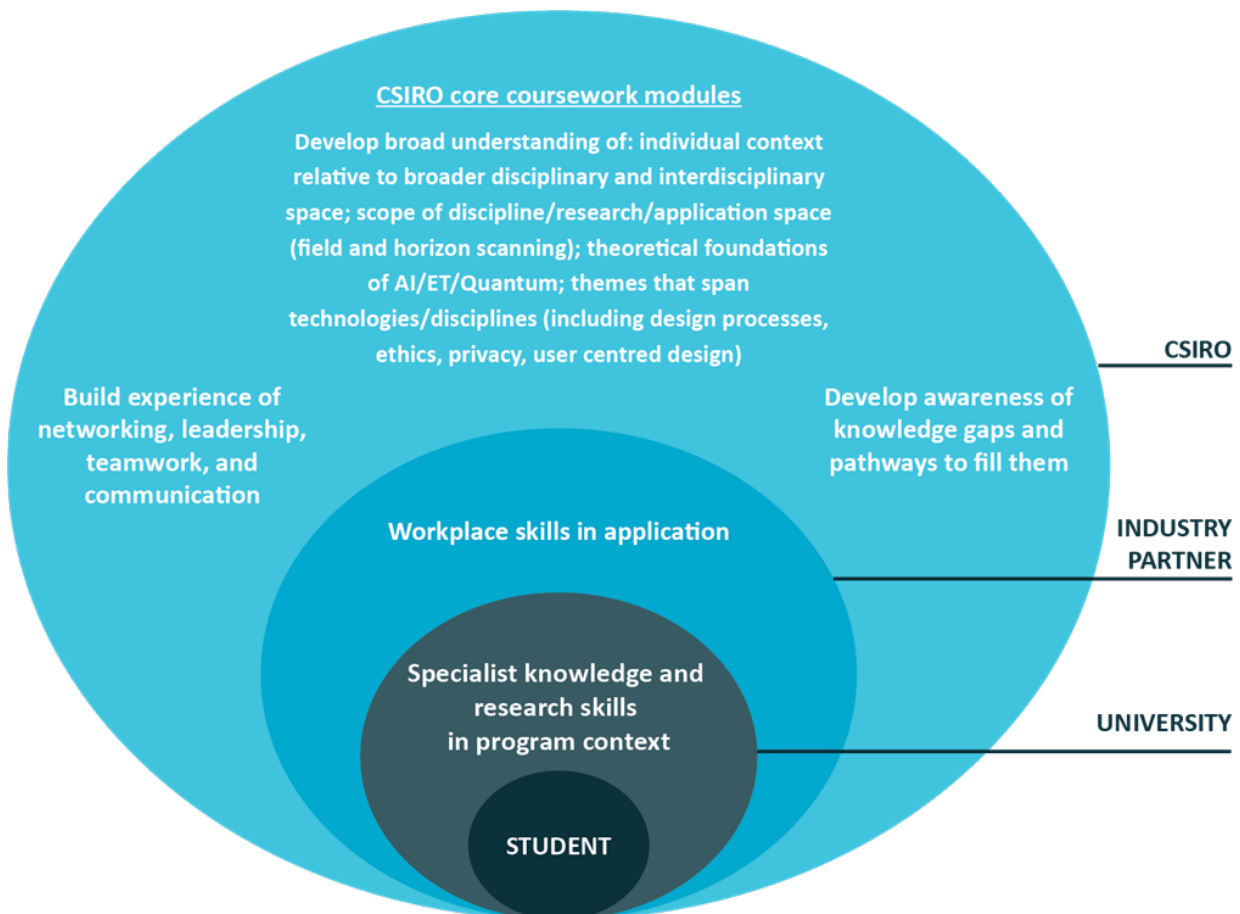 CSIRO core coursework modules
Develop broad understanding of: individual context
relative to broader disciplinary and interdisciplinary
space; scope of discipline/research/application space
(field and horizon scanning); theoretical foundations
of AI/ET/Quantum; themes that span
technologies/disciplines (including design processes,
ethics, privacy, user centred design)
CSIRO
Build experience of
networking, leadership,
teamwork, and
communication
Develop awareness of
knowledge gaps and
pathways to fill them
Workplace skills in application
INDUSTRY
PARTNER
Specialist knowledge and
research skills
in program context
UNIVERSITY
STUDENT